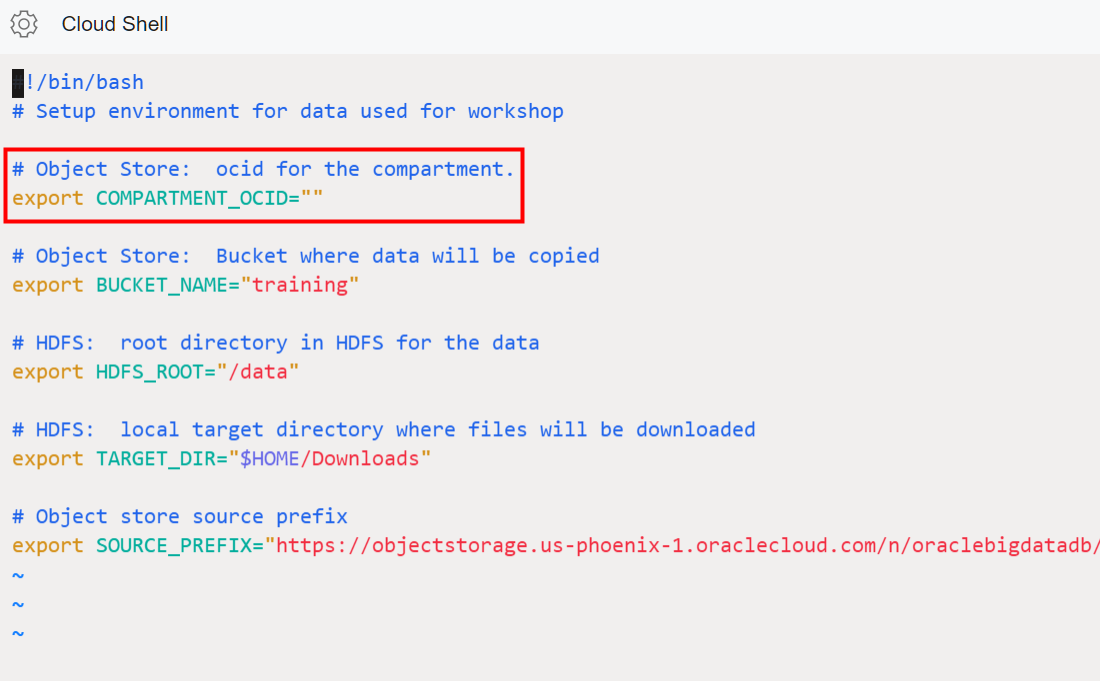 Cloud Shell
#!/bin/bash
# Setup environment for data used for workshop
# Object Store:  ocid for the compartment.
export COMPARTMENT_OCID=""
# Object Store:  Bucket where data will be copied
export BUCKET_NAME="training"
# HDFS:  root directory in HDFS for the data
export HDFS_ROOT="/data"
# HDFS:  local target directory where files will be downloaded
export TARGET_DIR="$HOME/Downloads"
# Object store source prefix
export SOURCE_PREFIX="https://objectstorage.us-phoenix-1.oraclecloud.com/n/oraclebigdatadb/
~
~
~